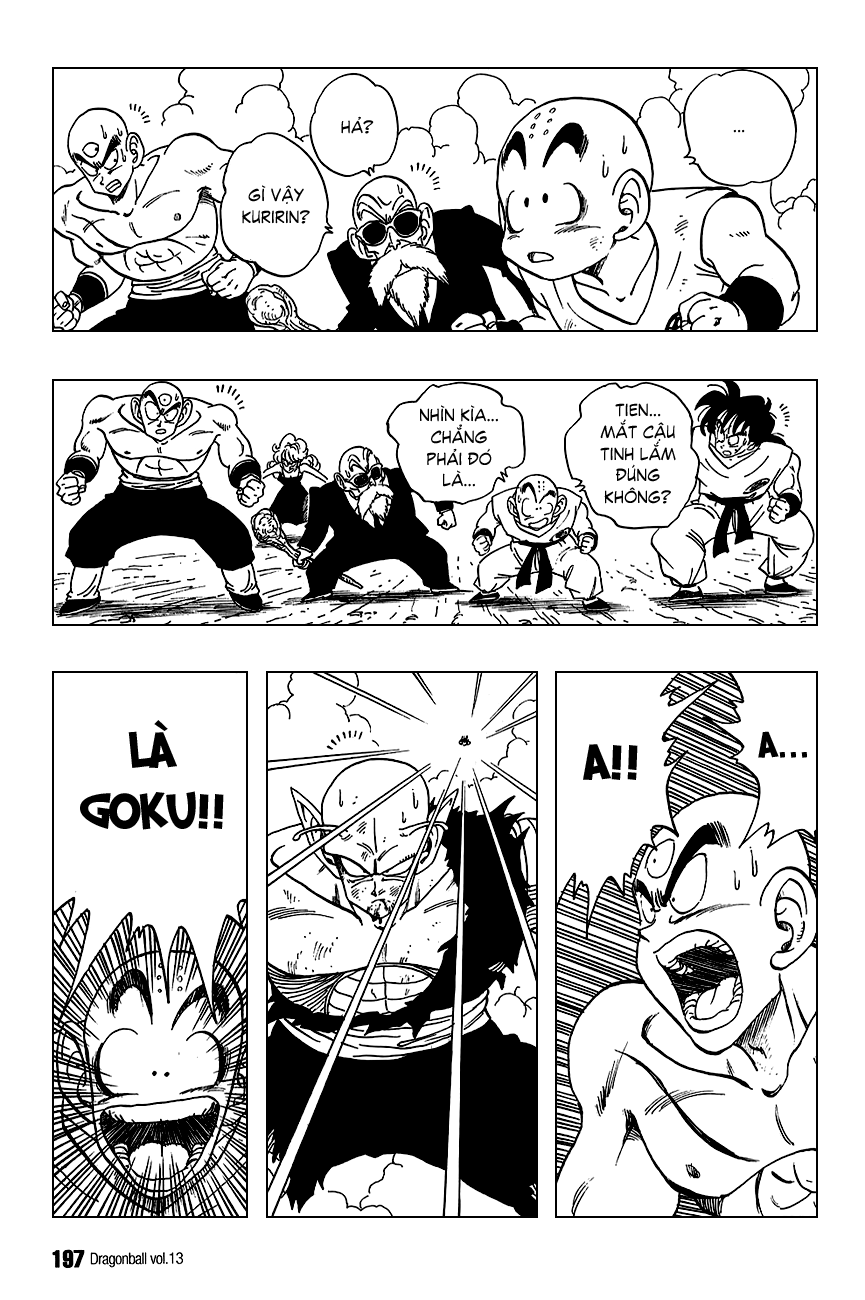 ...
HẢ?
GÌ VẬY
KURIRIN?
TIEN...
MẮT CẬU
TINH LẮM
ĐÚNG
KHÔNG?
NHÌN KÌA...
CHẲNG
PHẢI ĐÓ
LÀ...
A...
A!!
LÀ
GOKU!!
197 Dragonball vol.13